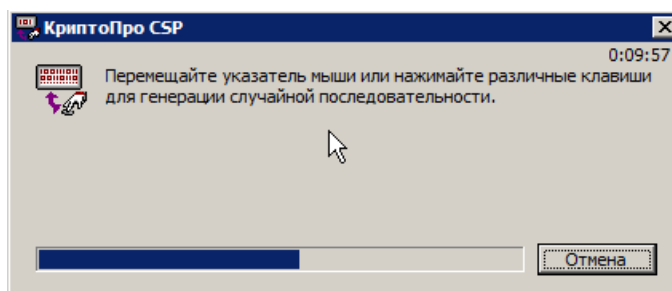 КриптоПро CSP
0:09:57
Перемещайте указатель мыши или нажимайте различные клавиши
для генерации случайной последовательности.
Отмена